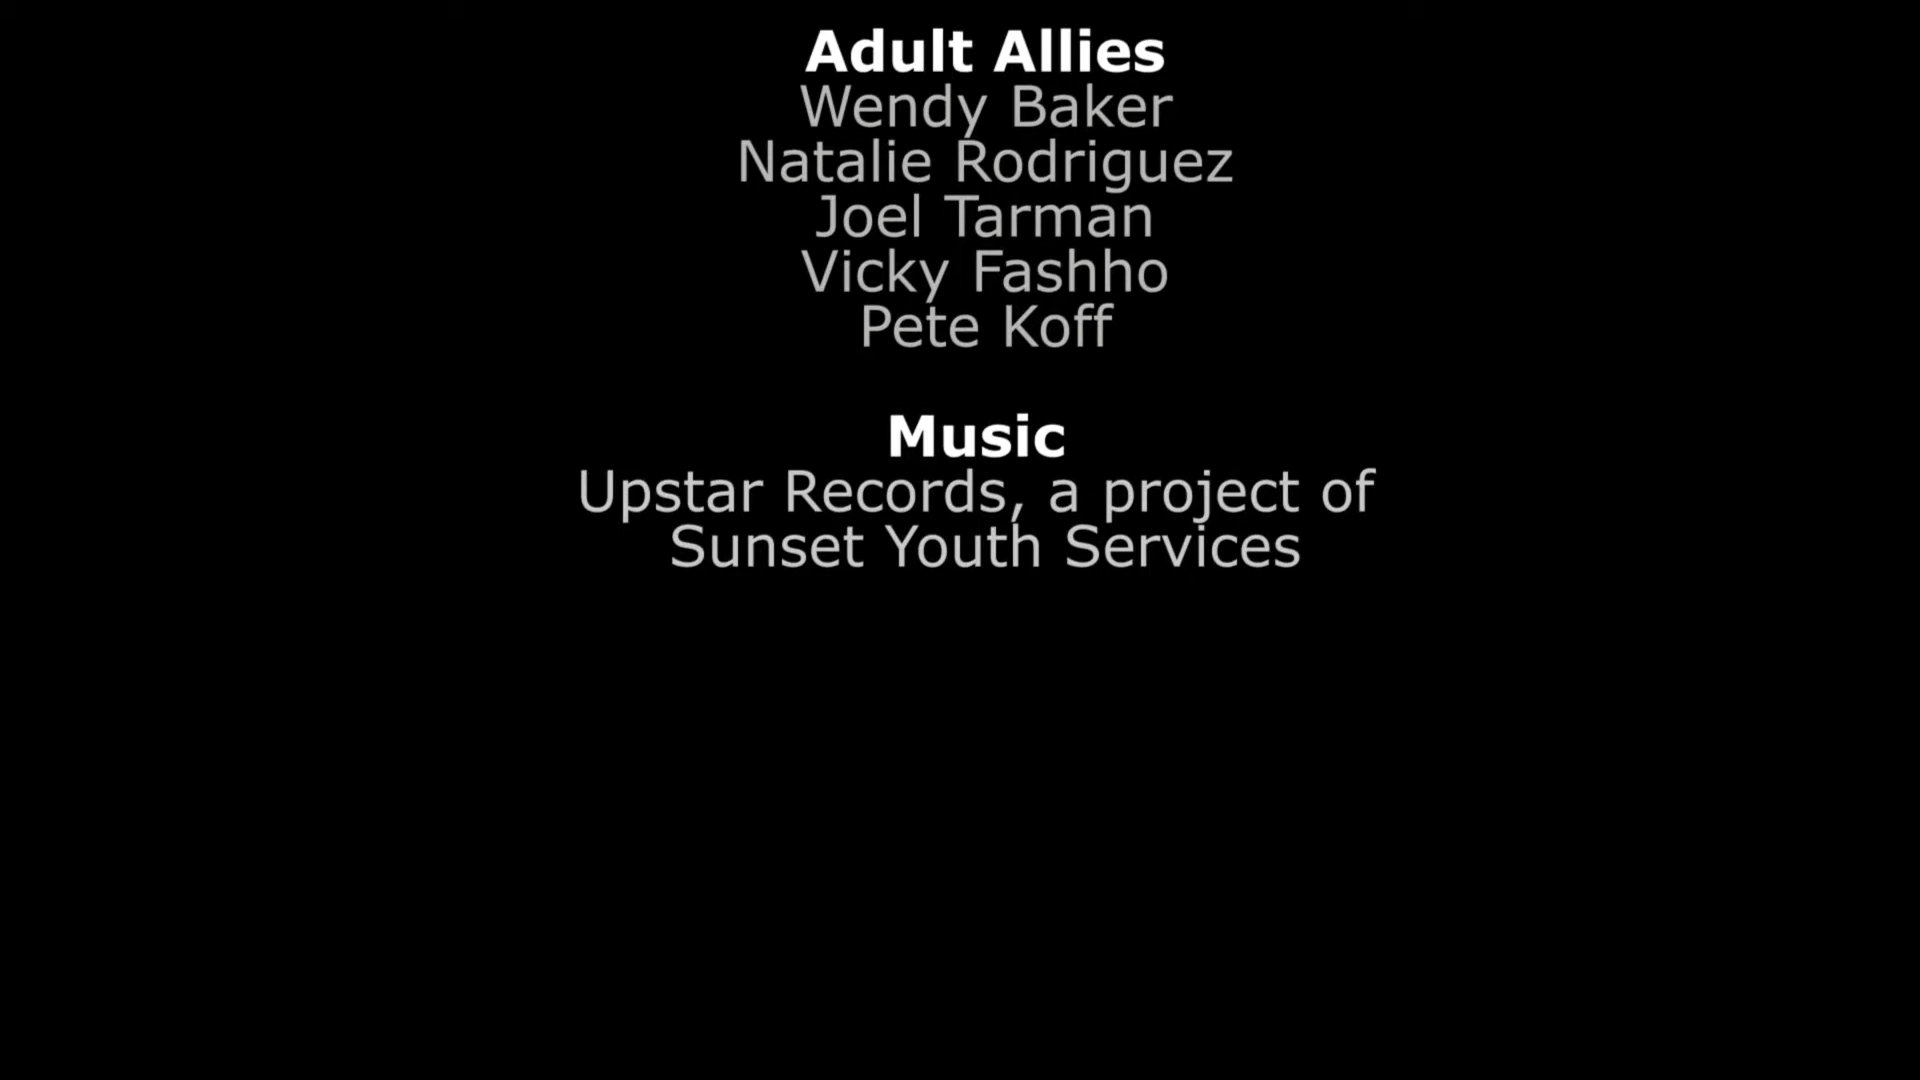 Adult Allies
Wendy Baker
Natalie Rodriguez
Joel Tarman
Vicky Fashho
Pete Koff
Music
Upstar Records, a project of
Sunset Youth Services